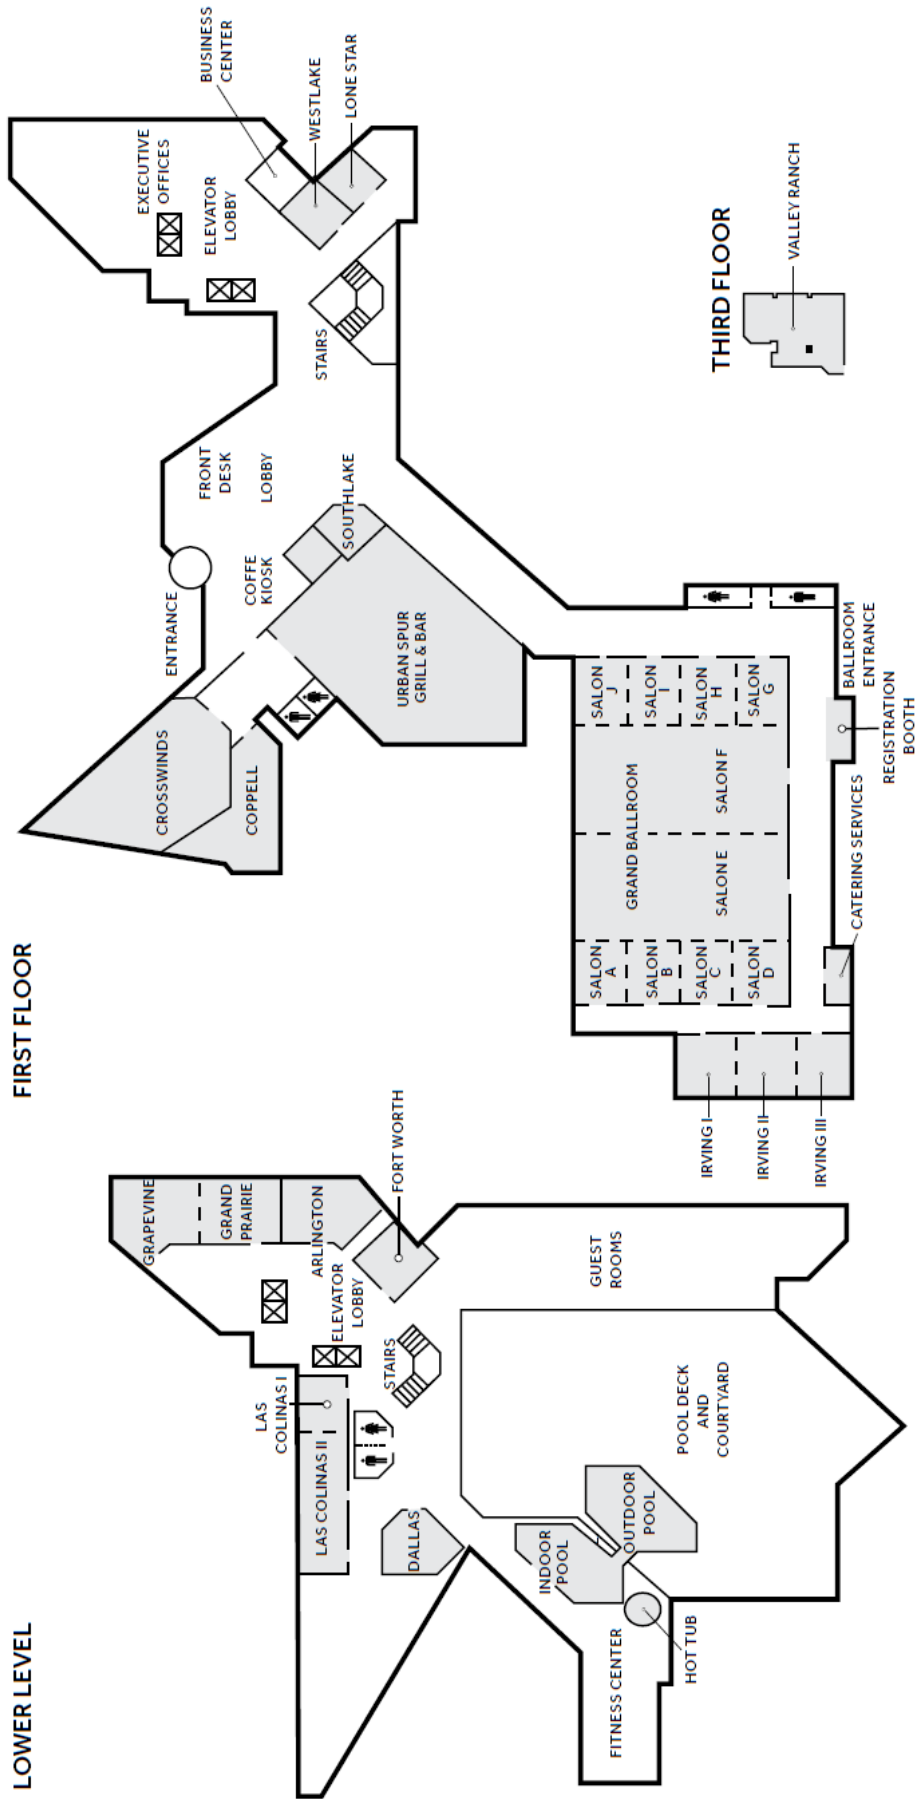 LOWER LEVEL
GRAPEVINE
GRAND
PRAIRIE
ARLINGTON
FORT WORTH
ELEVATOR
LOBBY
STAIRS
LAS
COLINAS I
LAS COLINAS II
DALLAS
GUEST
ROOMS
POOL DECK
AND
COURTYARD
INDOOR
POOL
OUTDOOR
POOL
HOT TUB
FITNESS CENTER
FIRST FLOOR
BUSINESS
CENTER
WESTLAKE
LONE STAR
EXECUTIVE
OFFICES
ELEVATOR
LOBBY
STAIRS
FRONT
DESK
LOBBY
ENTRANCE
COFFE
KIOSK
SOUTHLAKE
URBAN SPUR
GRILL & BAR
CROSSWINDS
COPPELL
GRAND BALLROOM
SALON
A
SALON
B
SALON
C
SALON
D
SALON E
SALON F
SALON
J
SALON
I
SALON
H
SALON
G
BALLROOM
ENTRANCE
REGISTRATION
BOOTH
CATERING SERVICES
IRVING I
IRVING II
IRVING III
THIRD FLOOR
VALLEY RANCH